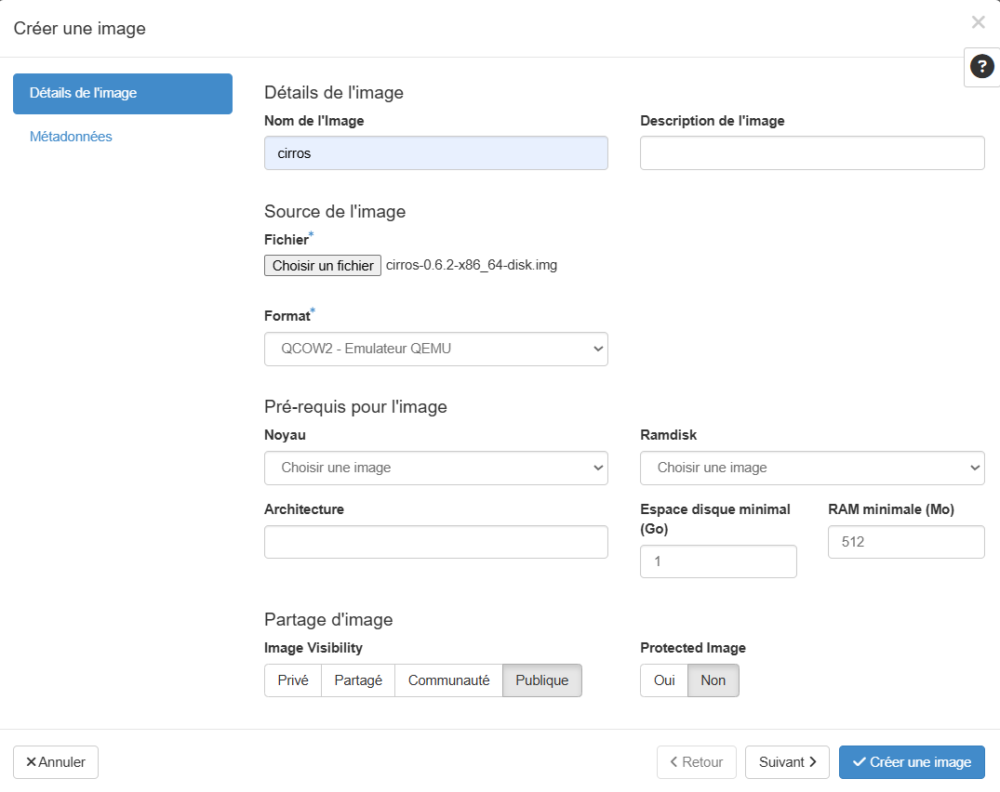 Créer une image
×
?
Détails de l'image
Métadonnées
Détails de l'image
Nom de l'Image
Description de l'image
cirros
Source de l'image
Fichier*
Choisir un fichier cirros-0.6.2-x86_64-disk.img
Format*
QCOW2 - Emulateur QEMU
Pré-requis pour l'image
Noyau
Ramdisk
Choisir une image
Choisir une image
Architecture
Espace disque minimal
(Go)
RAM minimale (Mo)
512
1
Partage d'image
Image Visibility
Protected Image
Privé Partagé Communauté Publique
Oui Non
Annuler
Retour
Suivant
Créer une image